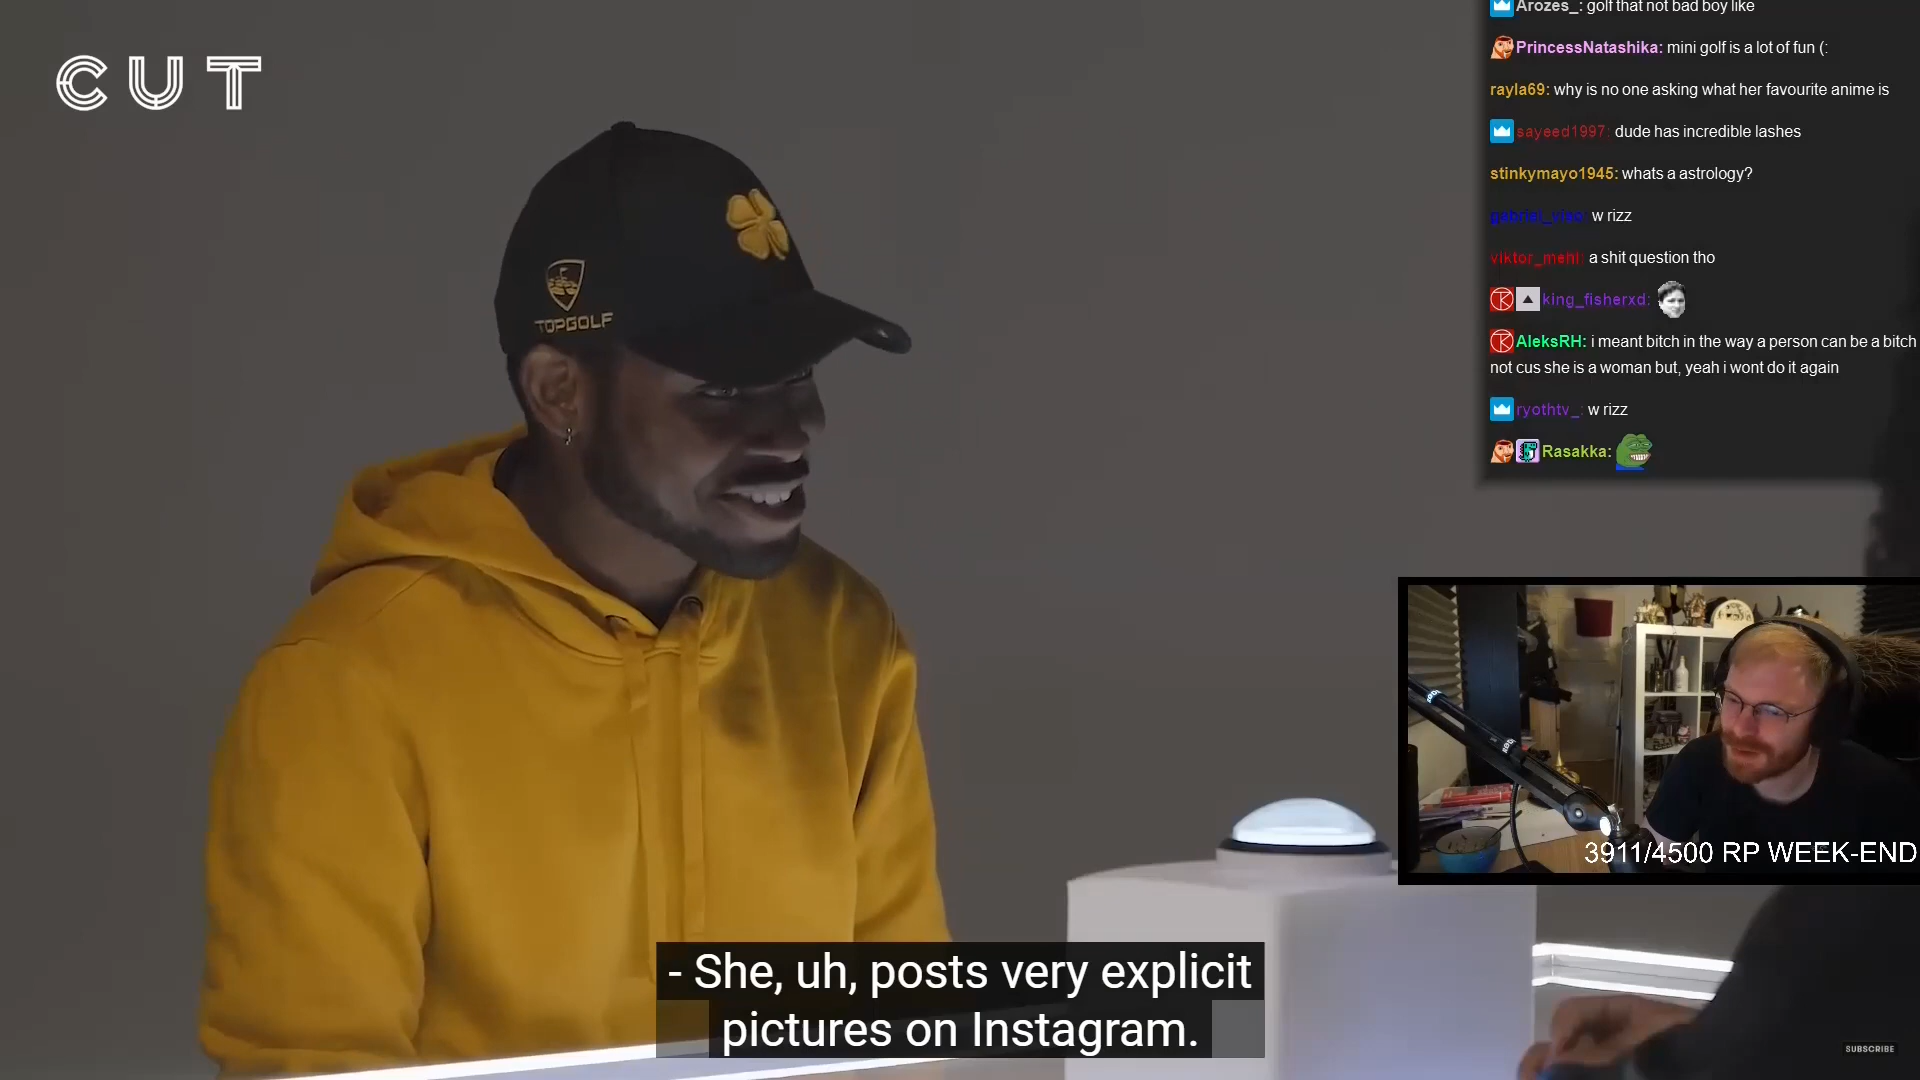 CUT
Arozes_: golf that not bad boy like
PrincessNatashika: mini golf is a lot of fun (:
rayla69: why is no one asking what her favourite anime is
sayeed1997: dude has incredible lashes
stinkymayo1945: whats a astrology?
gabriel_viso: w rizz
viktor_mehl: a shit question tho
king_fisherxd:
AleksRH: i meant bitch in the way a person can be a bitch
not cus she is a woman but, yeah i wont do it again
ryothtv_: w rizz
Rasakka:
TOPGOLF
3911/4500 RP WEEK-END
- She, uh, posts very explicit
pictures on Instagram.
SUBSCRIBE